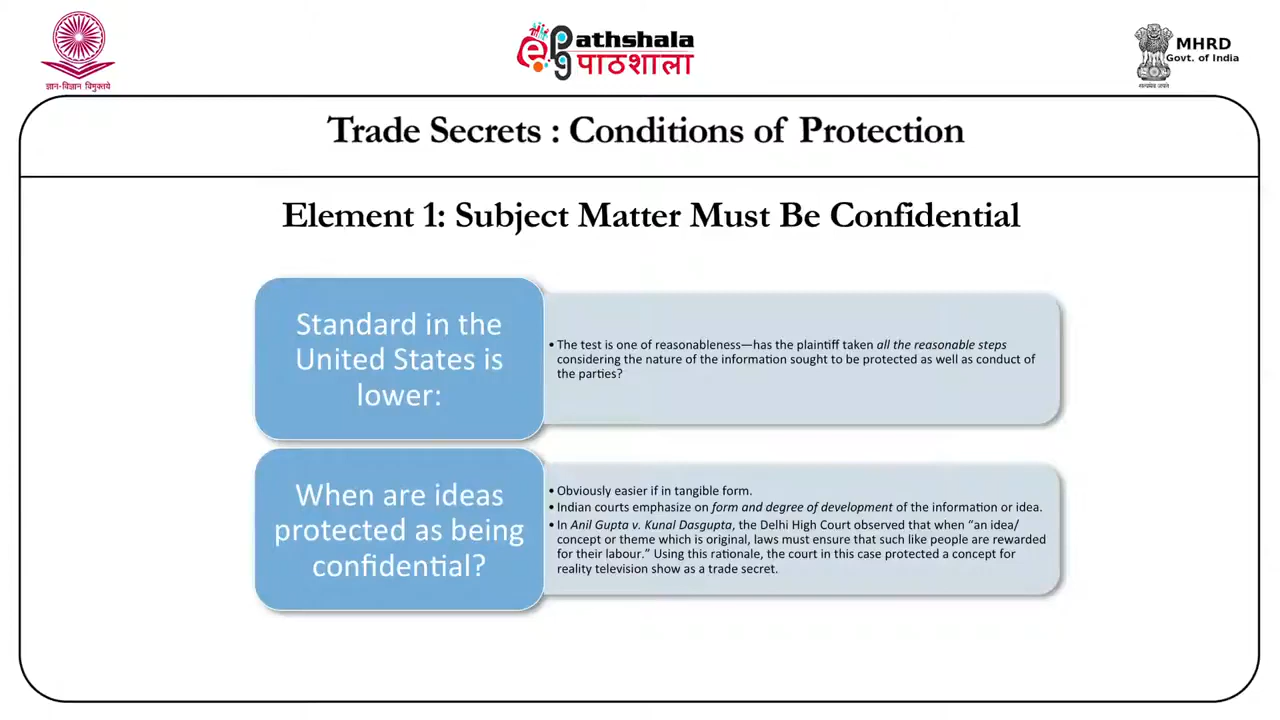 ज्ञान-विज्ञान विमुक्तये
ePG Pathshala
पाठशाला
MHRD
Govt. of India
सत्यमेव जयते
Trade Secrets : Conditions of Protection
Element 1: Subject Matter Must Be Confidential
Standard in the
United States is
lower:
• The test is one of reasonableness—has the plaintiff taken all the reasonable steps
considering the nature of the information sought to be protected as well as conduct of
the parties?
When are ideas
protected as being
confidential?
• Obviously easier if in tangible form.
• Indian courts emphasize on form and degree of development of the information or idea.
• In Anil Gupta v. Kunal Dasgupta, the Delhi High Court observed that when “an idea/
concept or theme which is original, laws must ensure that such like people are rewarded
for their labour.” Using this rationale, the court in this case protected a concept for
reality television show as a trade secret.